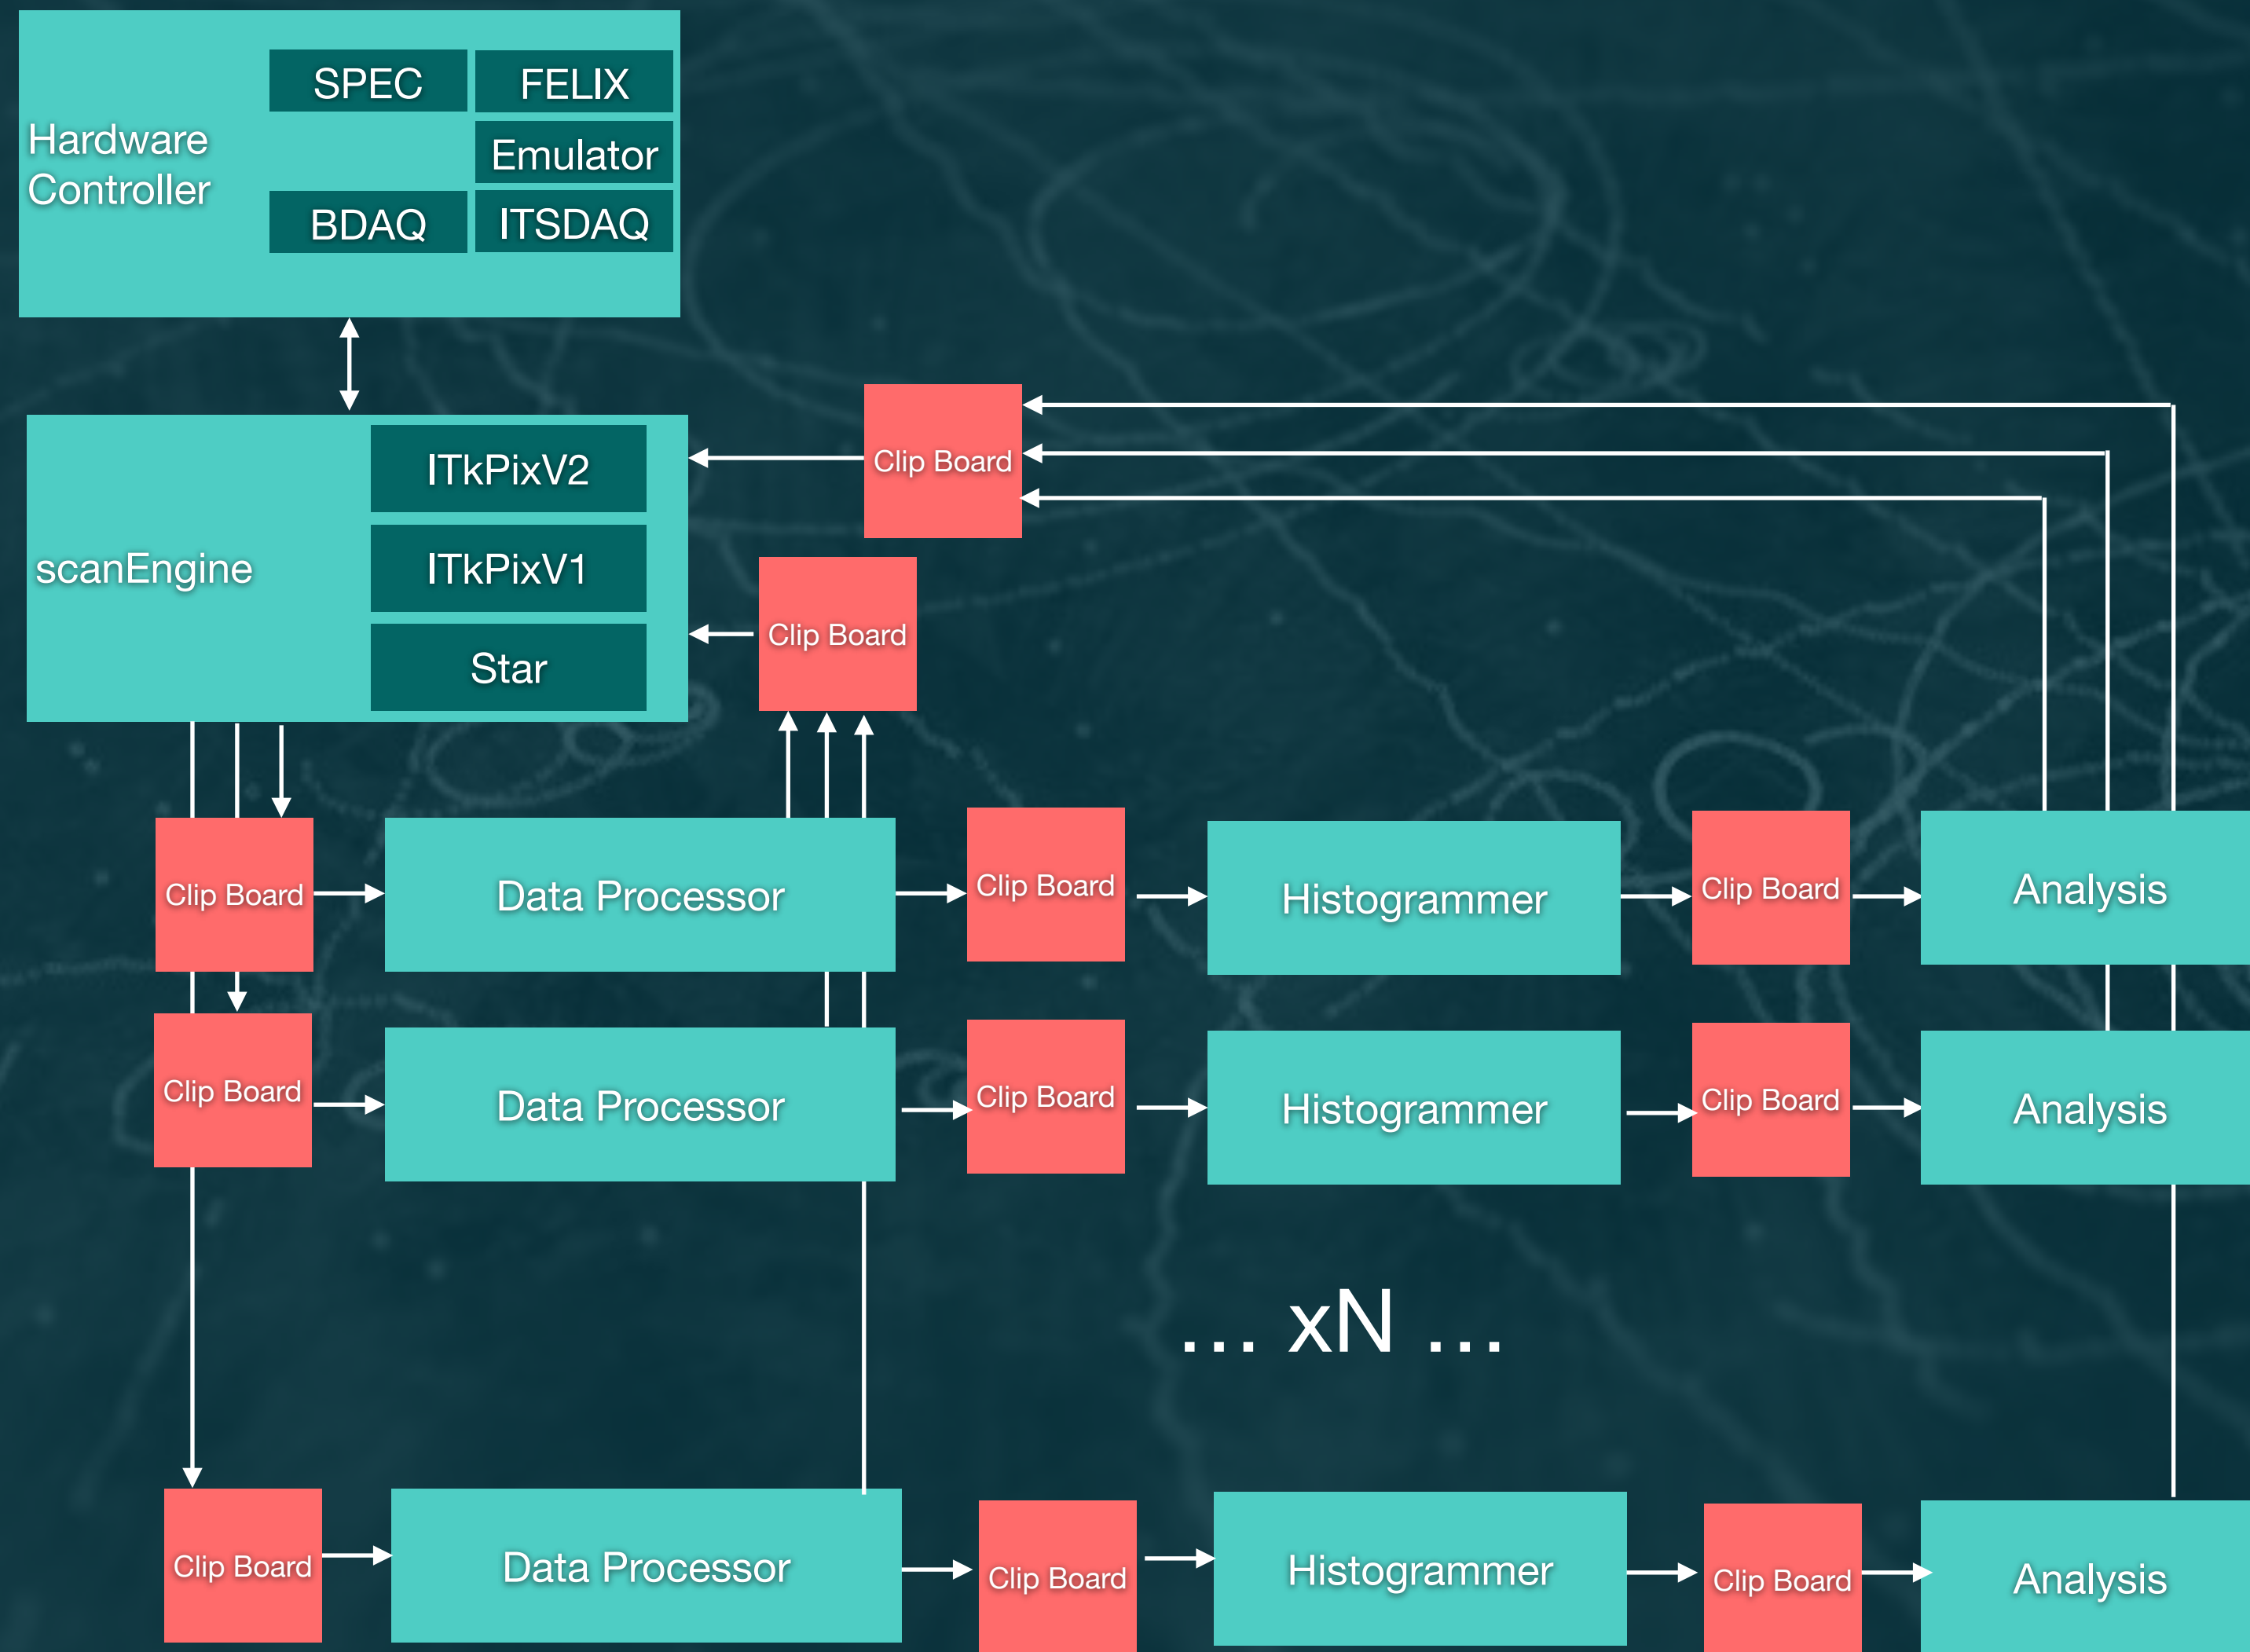 SPEC
FELIX
Hardware
Controller
Emulator
BDAQ
ITSDAQ
ITkPixV2
Clip Board
scanEngine
ITkPixV1
Clip Board
Star
Clip Board
Data Processor
Clip Board
Histogrammer
Clip Board
Analysis
Clip Board
Data Processor
Clip Board
Histogrammer
Clip Board
Analysis
... xN ...
Clip Board
Data Processor
Clip Board
Histogrammer
Clip Board
Analysis